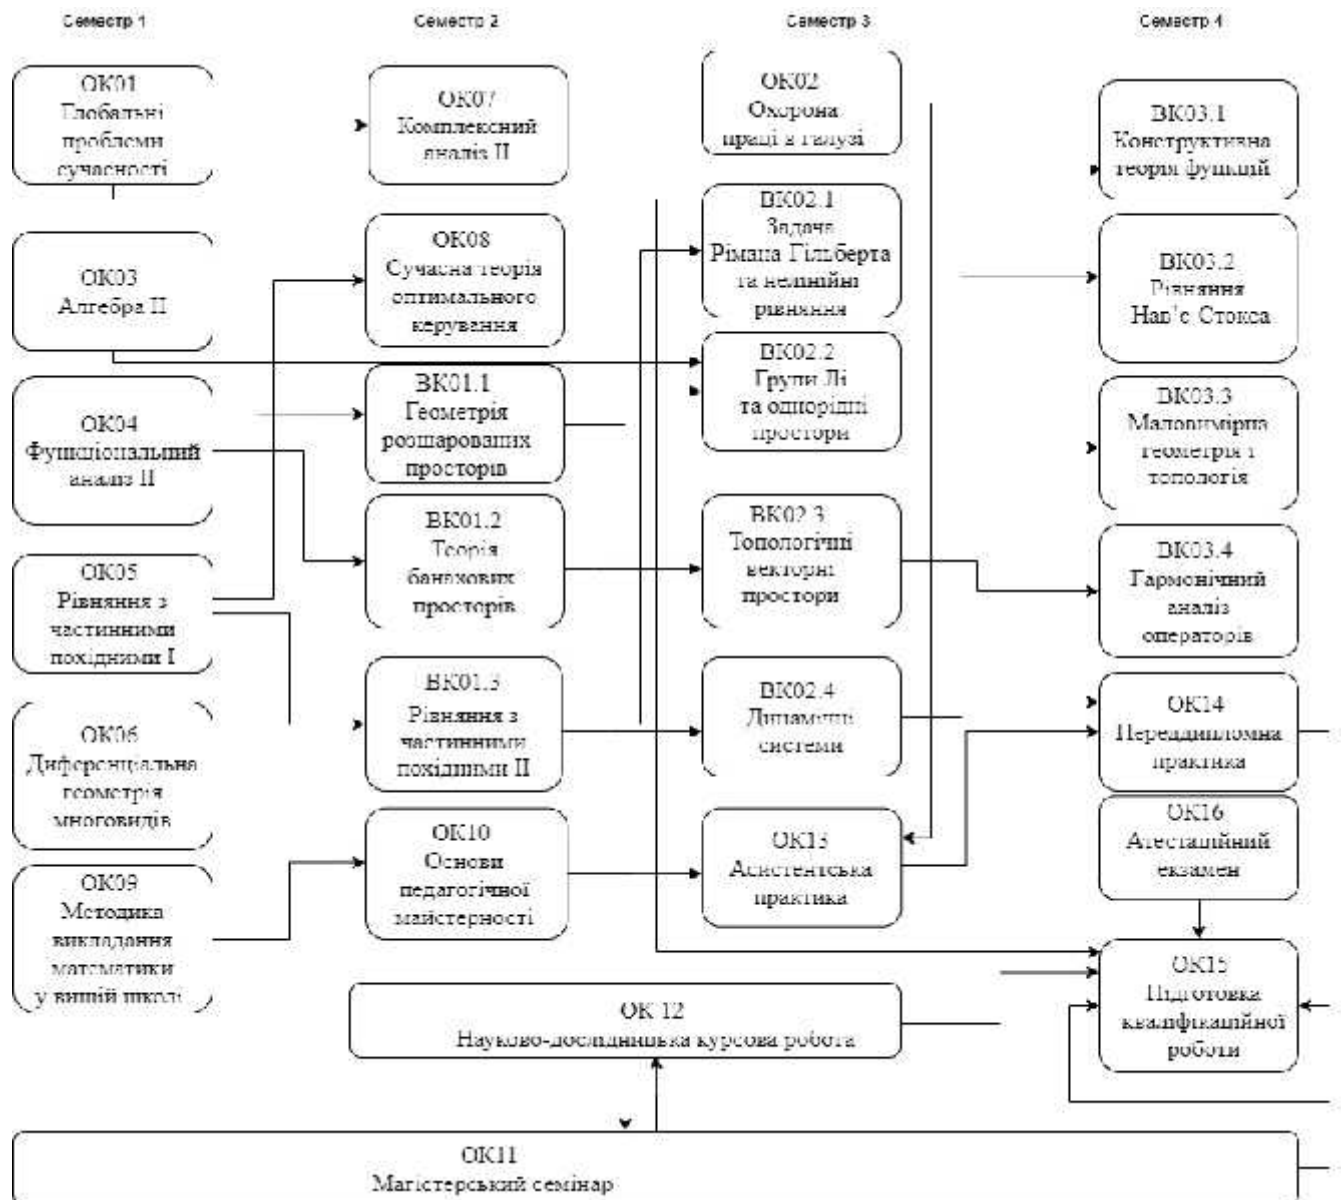 Семестр 1
Семестр 2
Семестр 3
Семестр 4
ОК01
Глобальні
проблеми
сучасності
ОК03
Алгебра ІІ
ОК04
Функціональний
аналіз ІІ
ОК05
Рівняння з
частинними
похідними І
ОК06
Диференціальна
геометрія
многовидів
ОК09
Методика
викладання
математики
у вищій школі
ОК07
Комплексний
аналіз ІІ
ОК08
Сучасна теорія
оптимального
керування
ВК01.1
Геометрія
розшарованих
просторів
ВК01.2
Теорія
банахових
просторів
ВК01.3
Рівняння з
частинними
похідними ІІ
ОК10
Основи
педагогічної
майстерності
ОК02
Охорона
праці в галузі
ВК02.1
Задача
Рімана Гільберта
та нелінійні
рівняння
ВК02.2
Групи Лі
та однорідні
простори
ВК02.3
Топологічні
векторні
простори
ВК02.4
Динамічні
системи
ОК13
Асистентська
практика
ВК03.1
Конструктивна
теорія функцій
ВК03.2
Рівняння
Нав’є Стокса
ВК03.3
Маловимірна
геометрія і
топологія
ВК03.4
Гармонічний
аналіз
операторів
ОК14
Переддипломна
практика
ОК16
Атестаційний
екзамен
ОК15
Підготовка
кваліфікаційної
роботи
ОК 12
Науково-дослідницька курсова робота
ОК11
Магістерський семінар